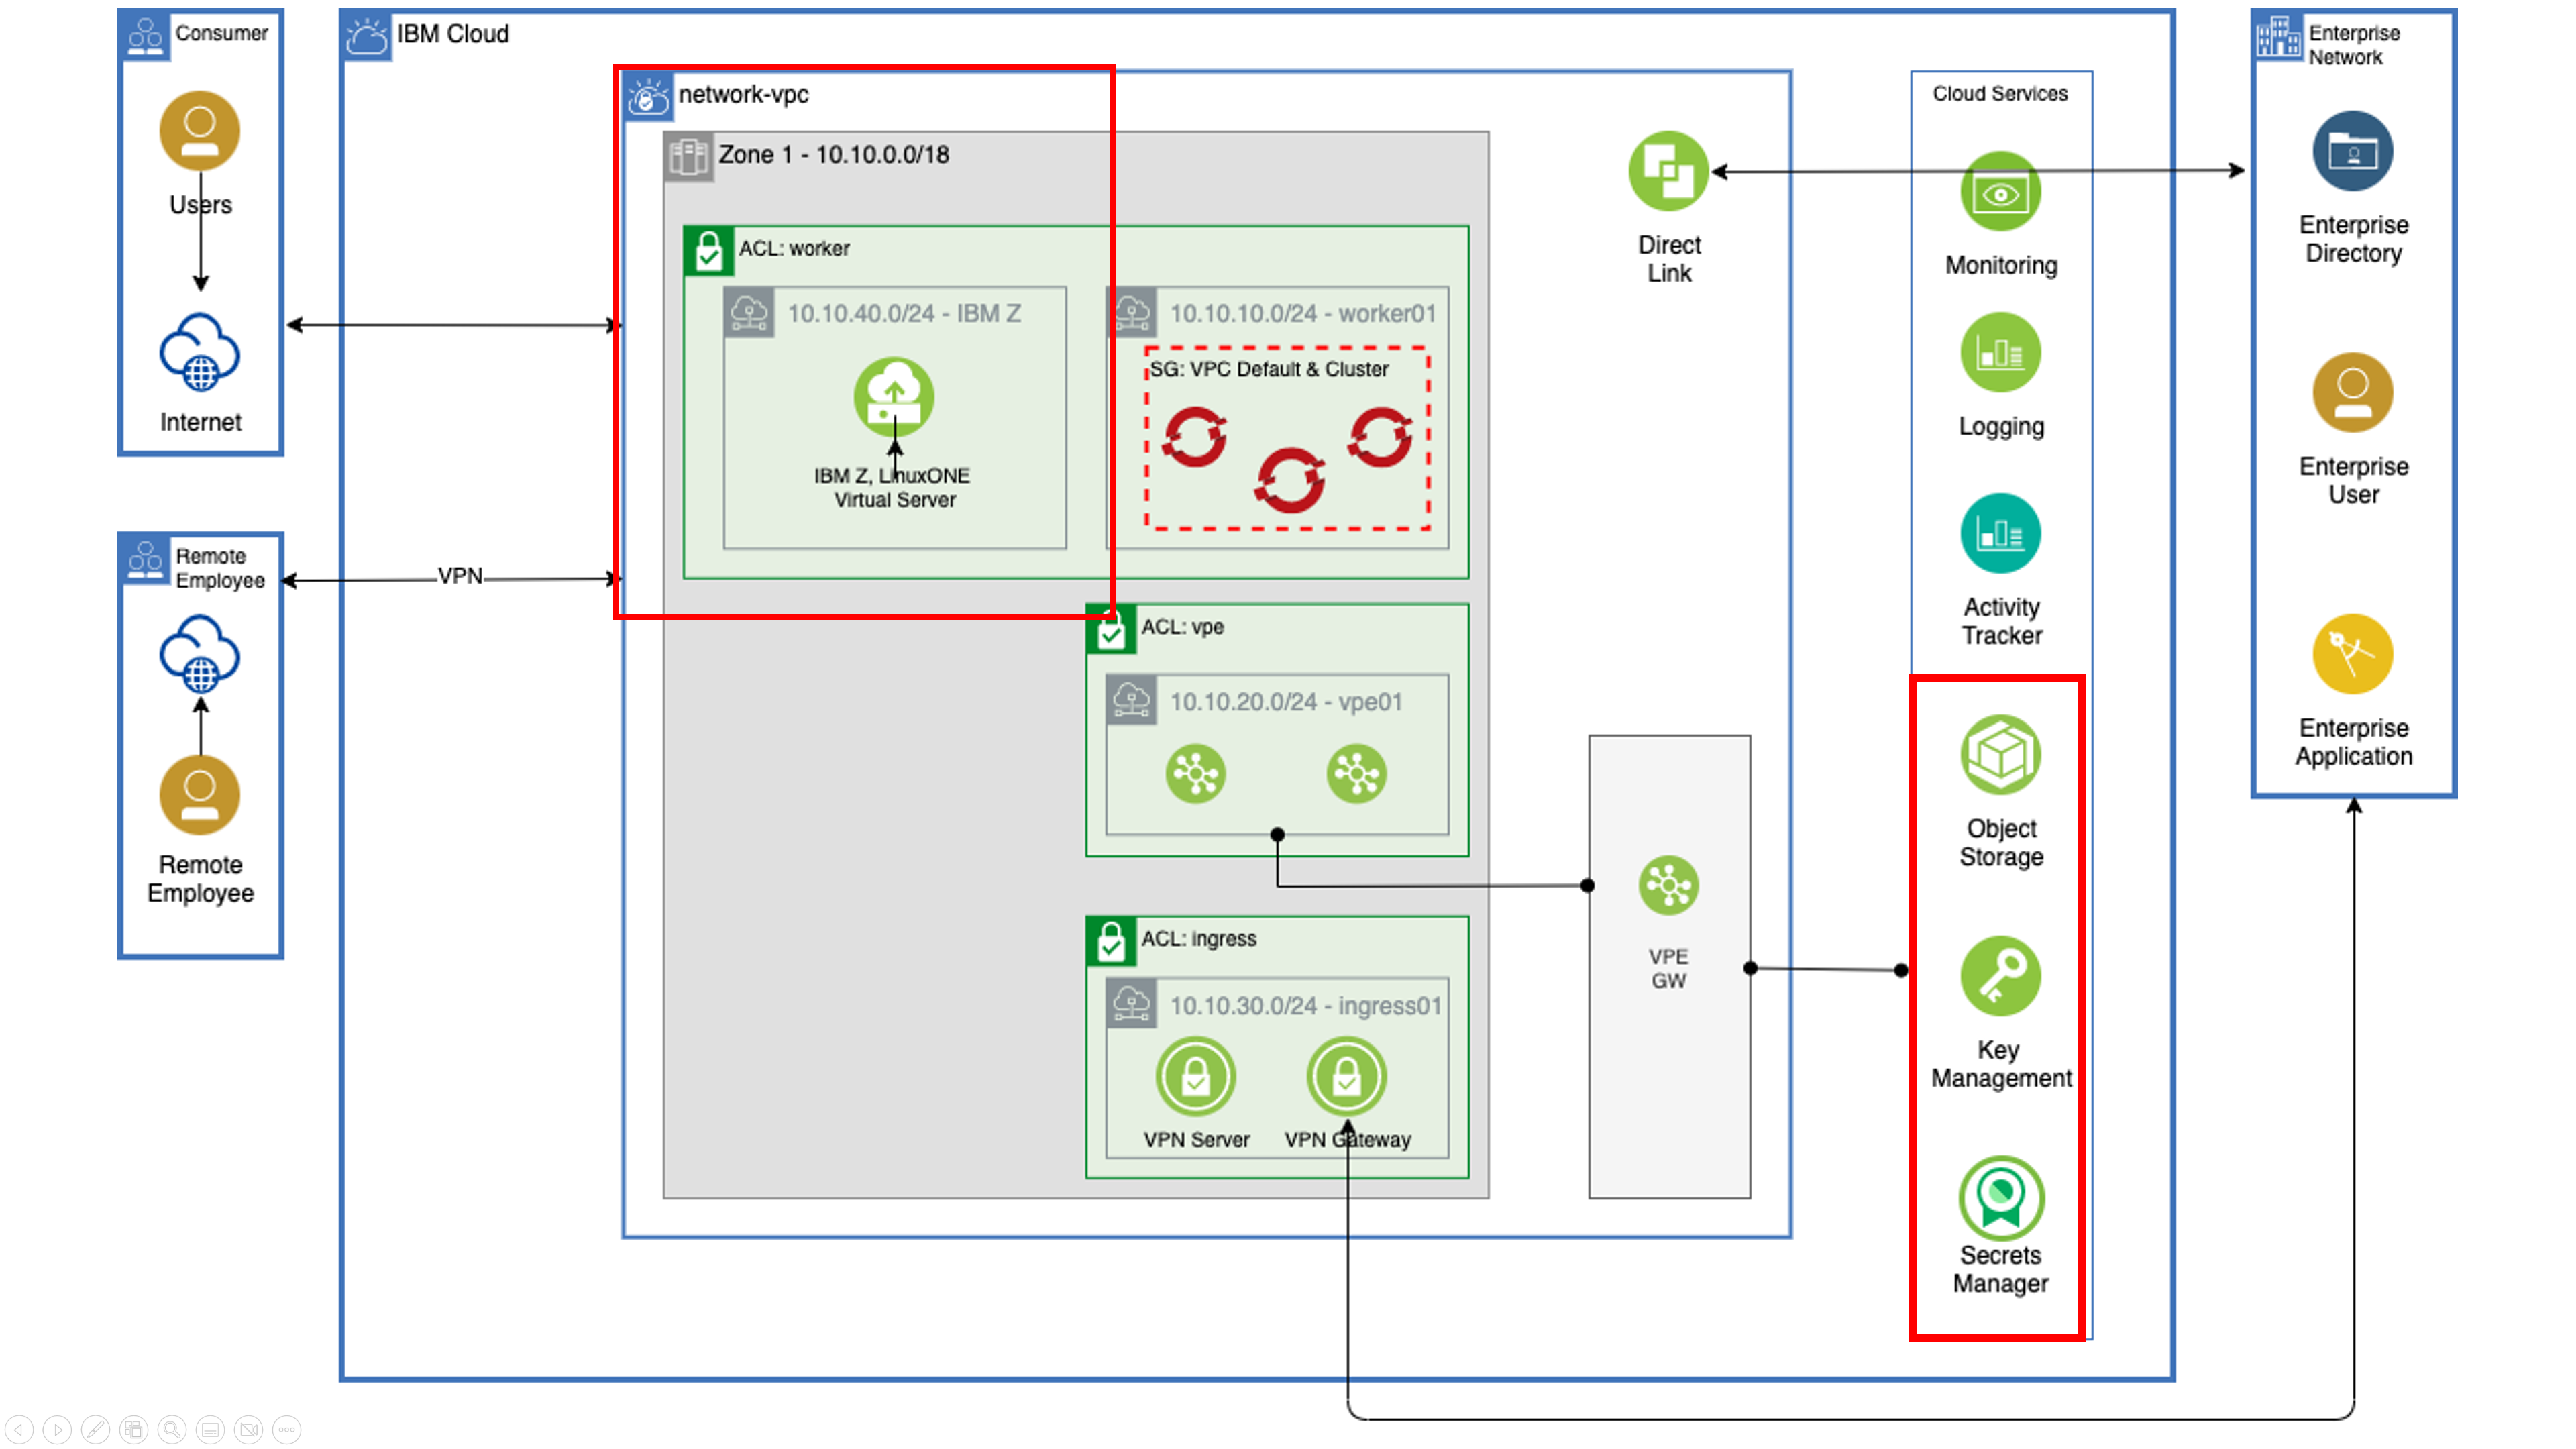 Consumer
Users
Internet
Remote
Employee
Remote
Employee
VPN
IBM Cloud
network-vpc
Zone 1 - 10.10.0.0/18
ACL: worker
10.10.40.0/24 - IBM Z
IBM Z, LinuxONE
Virtual Server
10.10.10.0/24 - worker01
SG: VPC Default & Cluster
ACL: vpe
10.10.20.0/24 - vpe01
ACL: ingress
10.10.30.0/24 - ingress01
VPN Server
VPN Gateway
Direct
Link
VPE
GW
Cloud Services
Monitoring
Logging
Activity
Tracker
Object
Storage
Key
Management
Secrets
Manager
Enterprise
Network
Enterprise
Directory
Enterprise
User
Enterprise
Application